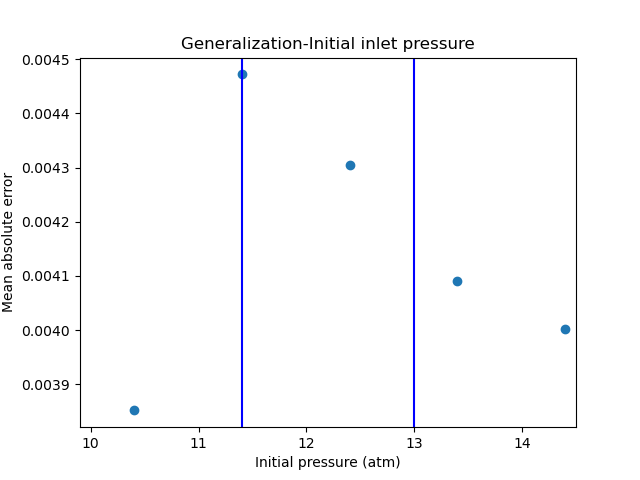 Generalization-Initial inlet pressure
0.0045
0.0044
0.0043
0.0042
0.0041
0.0040
0.0039
Mean absolute error
10 11 12 13 14
Initial pressure (atm)